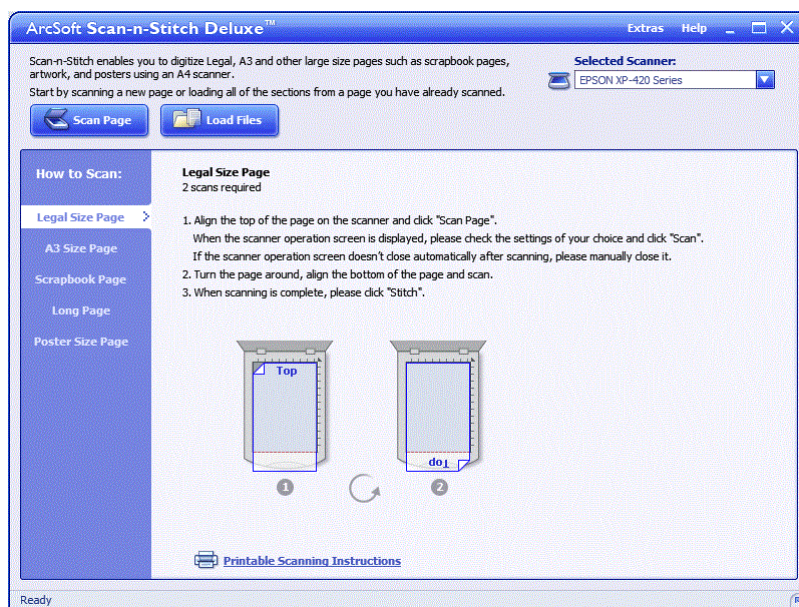 ArcSoft Scan-n-Stitch Deluxe™
Extras Help
Scan-n-Stitch enables you to digitize Legal, A3 and other large size pages such as scrapbook pages,
artwork, and posters using an A4 scanner.
Start by scanning a new page or loading all of the sections from a page you have already scanned.
Selected Scanner:
EPSON XP-420 Series
Scan Page
Load Files
How to Scan:
Legal Size Page
A3 Size Page
Scrapbook Page
Long Page
Poster Size Page
Legal Size Page
2 scans required
1. Align the top of the page on the scanner and click "Scan Page".
When the scanner operation screen is displayed, please check the settings of your choice and click "Scan".
If the scanner operation screen doesn't close automatically after scanning, please manually close it.
2. Turn the page around, align the bottom of the page and scan.
3. When scanning is complete, please click "Stitch".
Top
Top
1
2
Printable Scanning Instructions
Ready